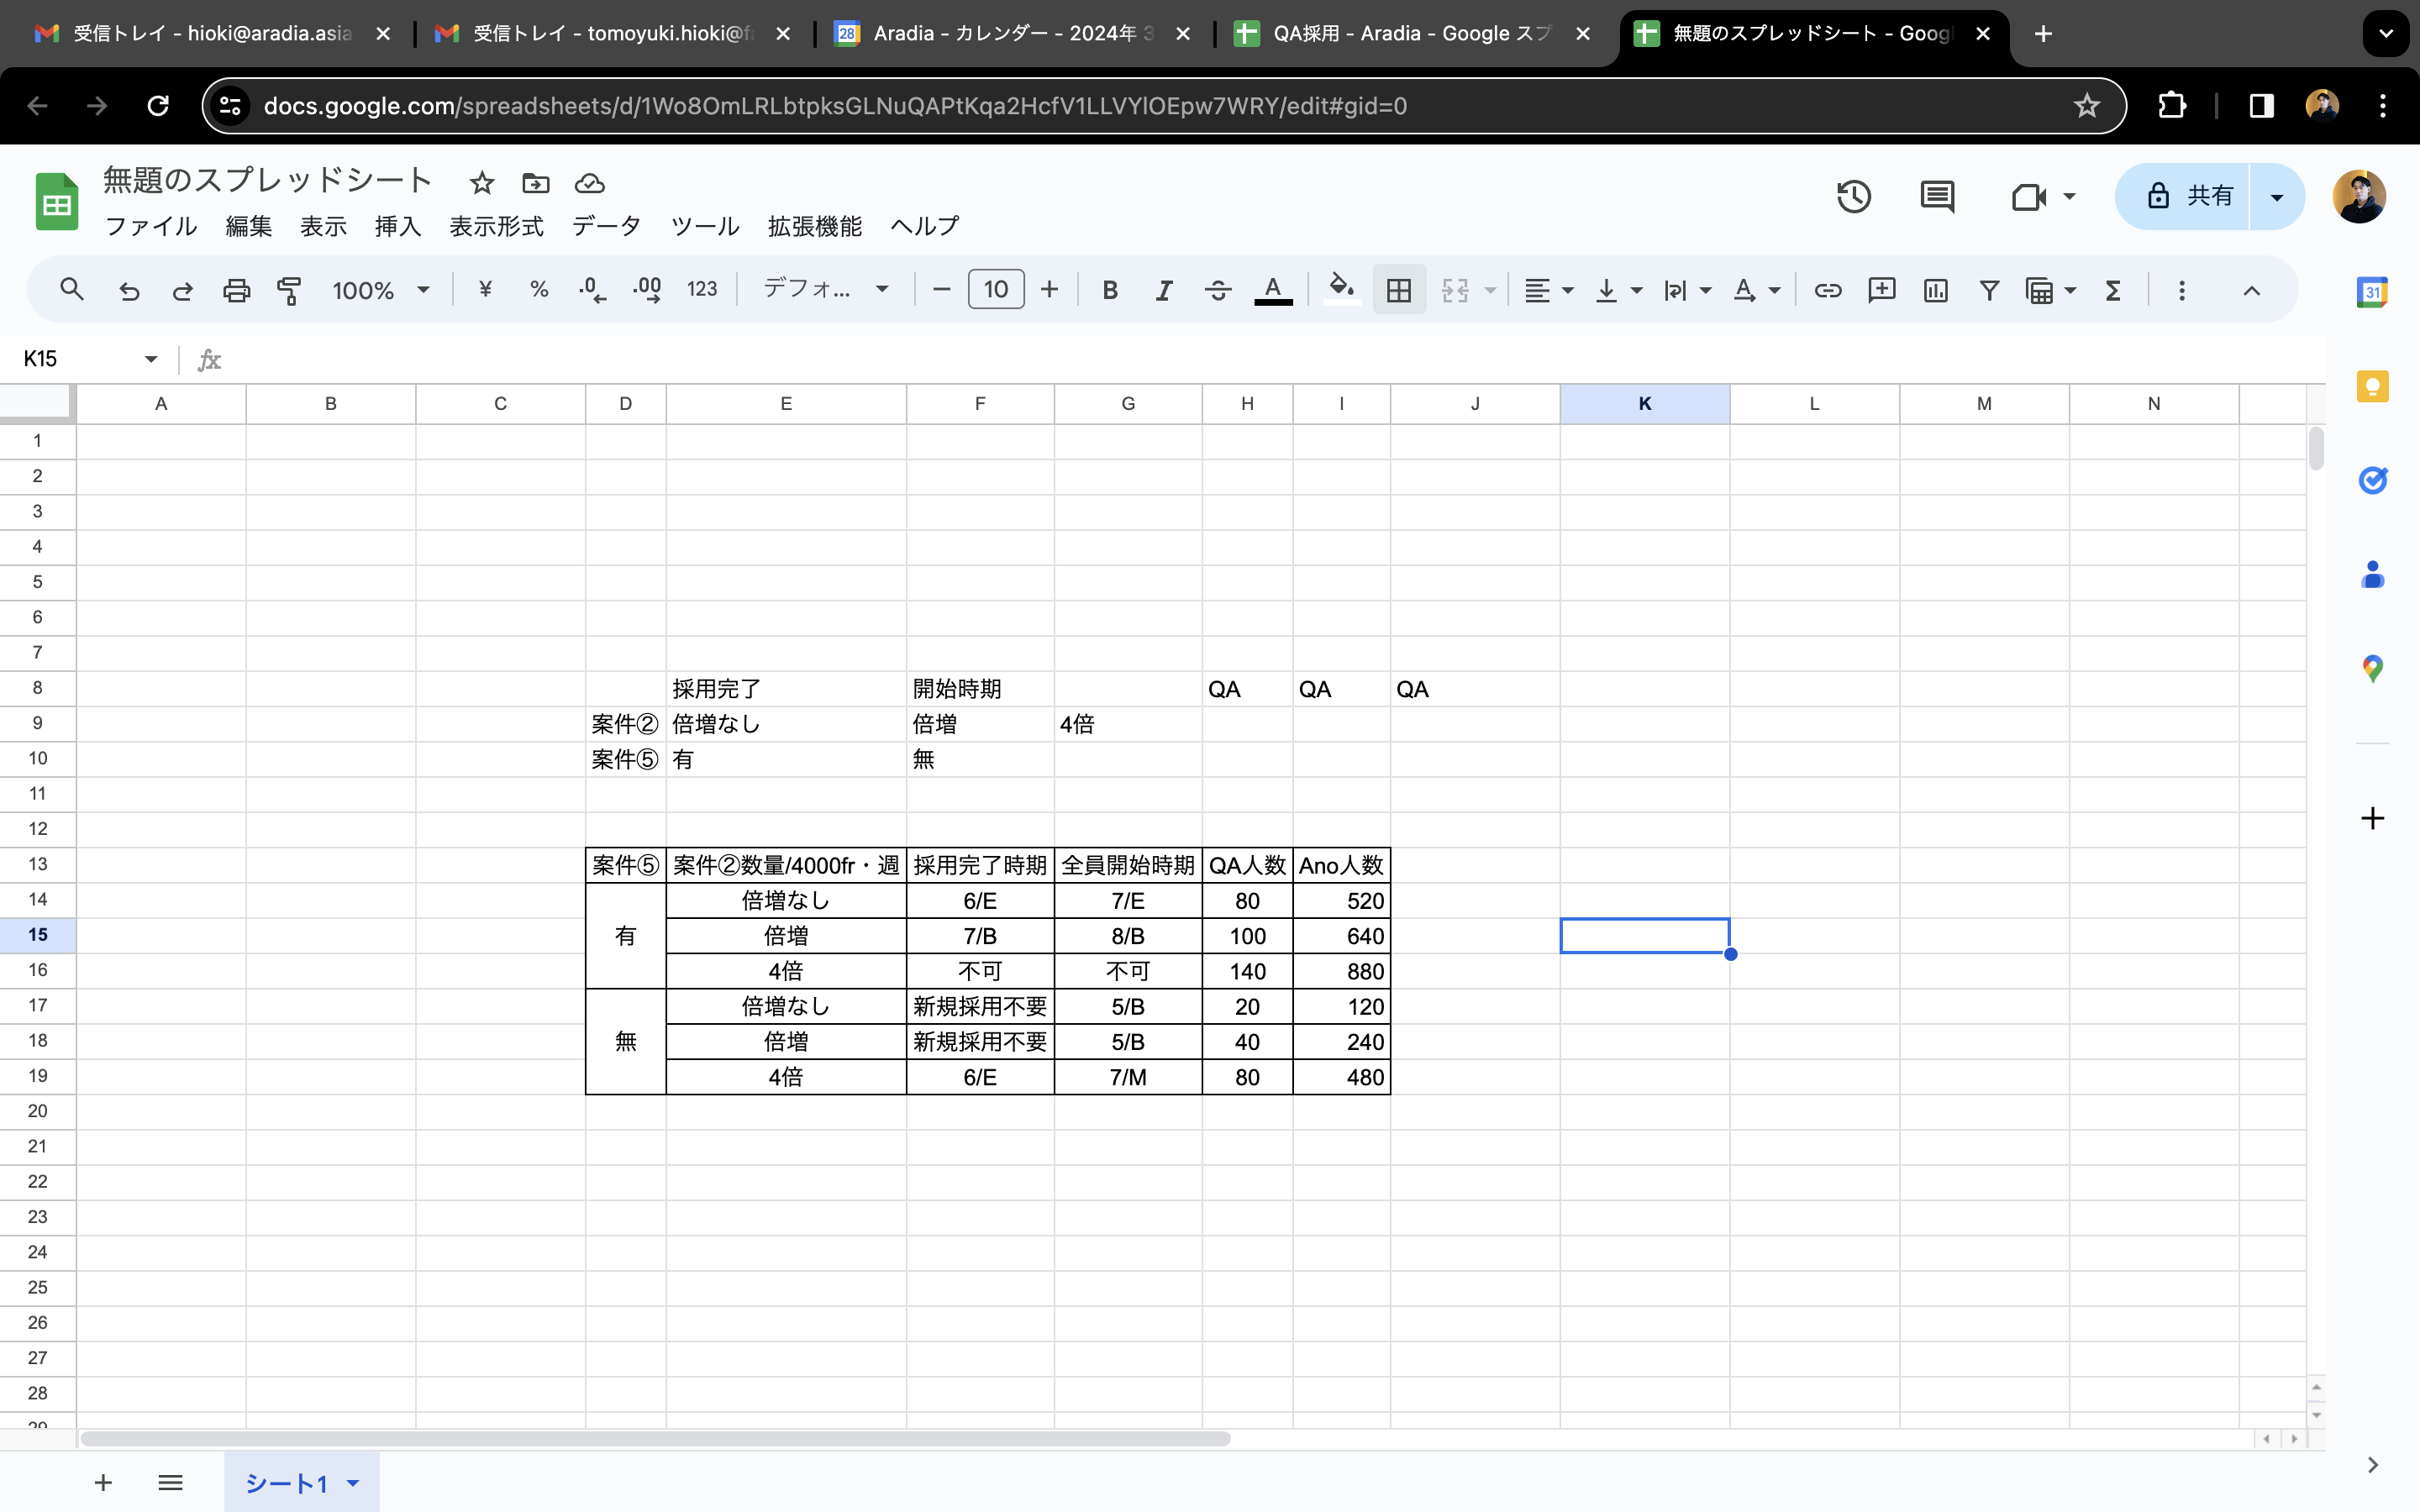 受信トレイ - hioki@aradia.asia
受信トレイ - tomoyuki.hioki@f
Aradia - カレンダー - 2024年 3
QA採用 - Aradia - Google スプ
無題のスプレッドシート - Goog
docs.google.com/spreadsheets/d/1Wo8OmLRLbtpksGLNuQAPtKqa2HcfV1LLVYlOEpw7WRY/edit#gid=0
無題のスプレッドシート
ファイル 編集 表示 挿入 表示形式 データ ツール 拡張機能 ヘルプ
共有
100% ¥ % .0 .00 123 デフォ... 10 B I A
31
K15 fx
A B C D E F G H I J K L M N
1
2
3
4
5
6
7
8 採用完了 開始時期 QA QA QA
9 案件② 倍増なし 倍増 4倍
10 案件⑤ 有 無
11
12
13 案件⑤ 案件②数量/4000fr・週 採用完了時期 全員開始時期 QA人数 Ano人数
14 倍増なし 6/E 7/E 80 520
15 有 倍増 7/B 8/B 100 640
16 4倍 不可 不可 140 880
17 倍増なし 新規採用不要 5/B 20 120
18 無 倍増 新規採用不要 5/B 40 240
19 4倍 6/E 7/M 80 480
20
21
22
23
24
25
26
27
28
29
シート1